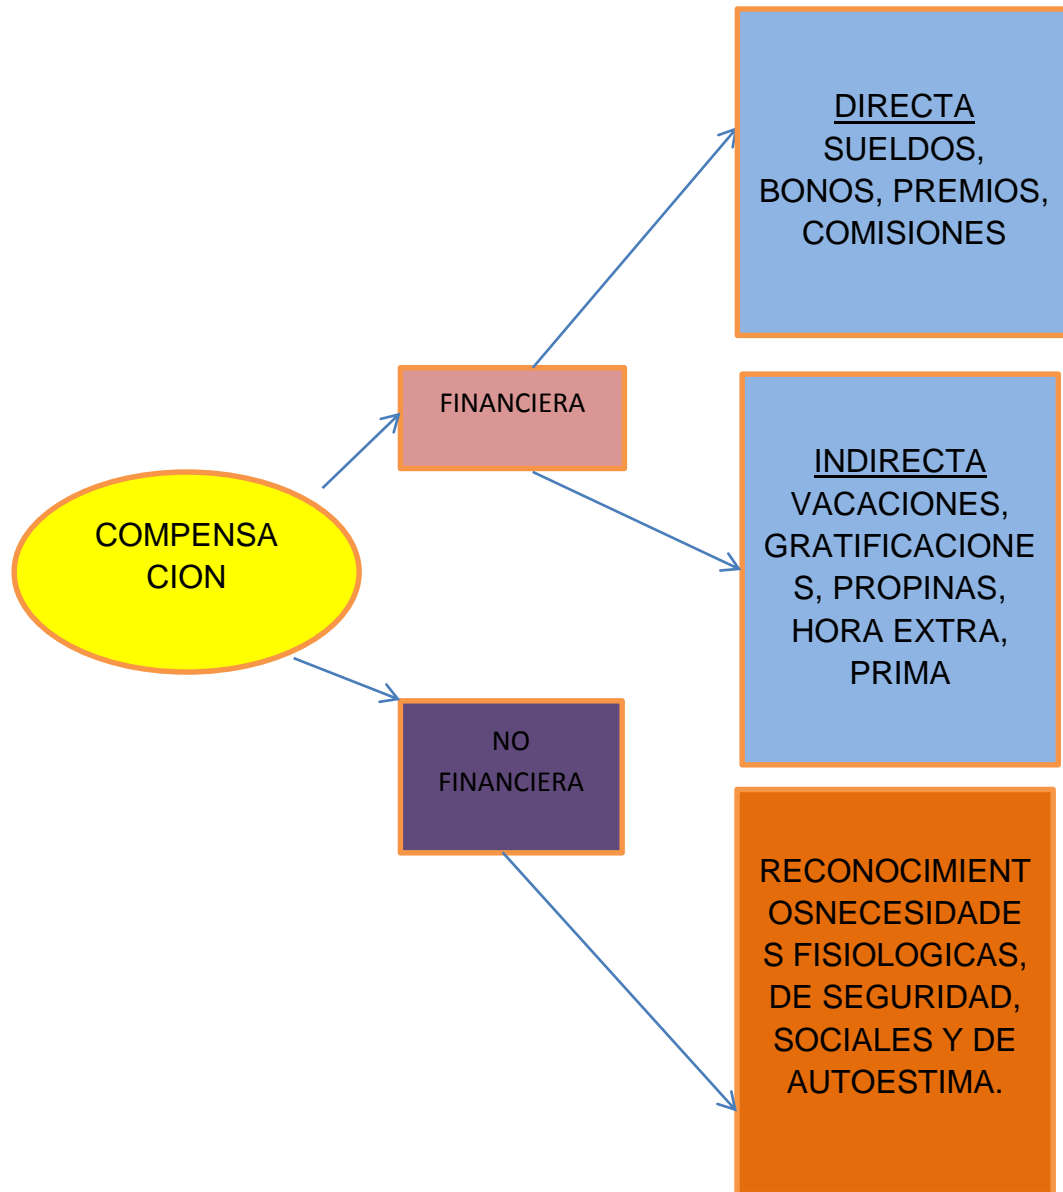 DIRECTA
SUELDOS,
BONOS, PREMIOS,
COMISIONES
FINANCIERA
INDIRECTA
VACACIONES,
GRATIFICACIONE
S, PROPINAS,
HORA EXTRA,
PRIMA
COMPENSA
CION
NO
FINANCIERA
RECONOCIMIENT
OSNECESIDADE
S FISIOLOGICAS,
DE SEGURIDAD,
SOCIALES Y DE
AUTOESTIMA.